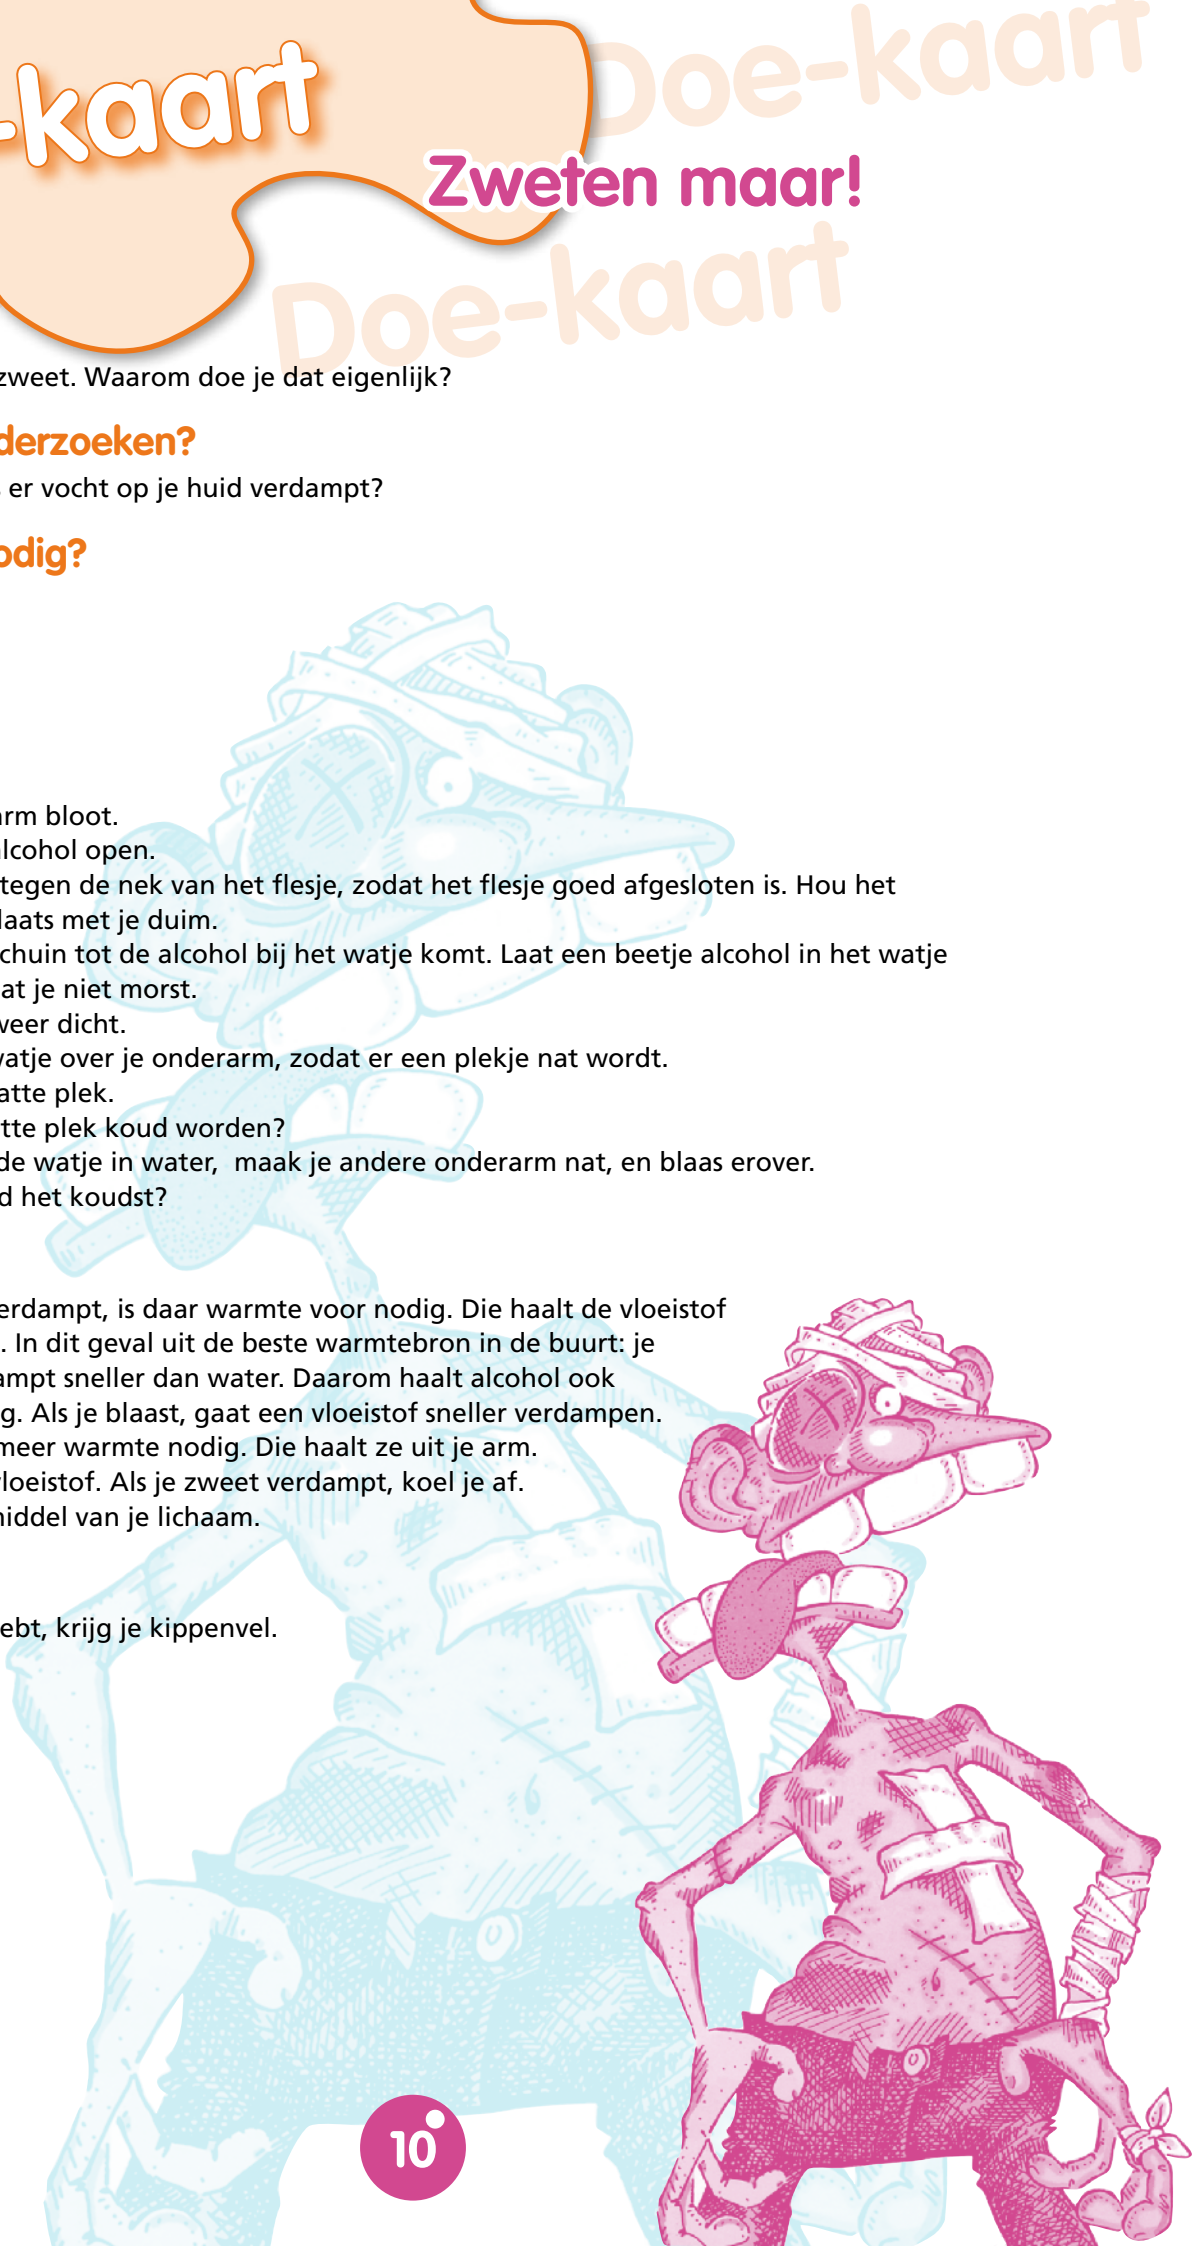 Doe-kaart
-kaart
Zweten maar!
Doe-kaart
zweet. Waarom doe je dat eigenlijk?
derzoeken?
er vocht op je huid verdampt?
odig?
arm bloot.
alcohol open.
tegen de nek van het flesje, zodat het flesje goed afgesloten is. Hou het
laats met je duim.
chuin tot de alcohol bij het watje komt. Laat een beetje alcohol in het watje
at je niet morst.
weer dicht.
watje over je onderarm, zodat er een plekje nat wordt.
atte plek.
tte plek koud worden?
de watje in water, maak je andere onderarm nat, en blaas erover.
d het koudst?
erdampt, is daar warmte voor nodig. Die haalt de vloeistof
. In dit geval uit de beste warmtebron in de buurt: je
ampt sneller dan water. Daarom haalt alcohol ook
g. Als je blaast, gaat een vloeistof sneller verdampen.
meer warmte nodig. Die haalt ze uit je arm.
vloeistof. Als je zweet verdampt, koel je af.
middel van je lichaam.
ebt, krijg je kippenvel.
10